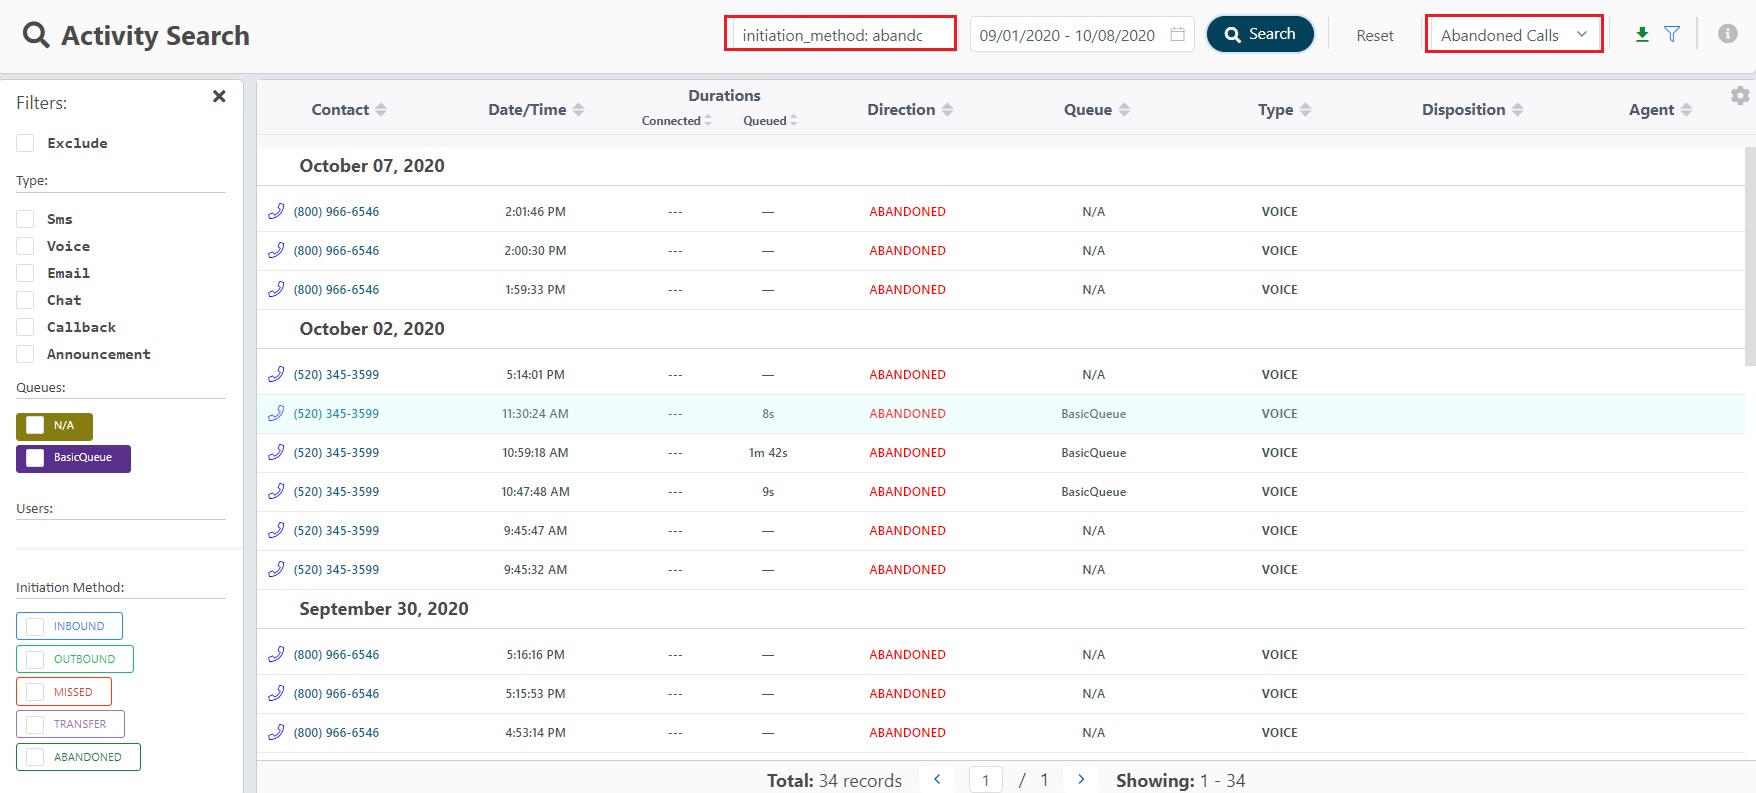 Activity Search
initiation_method: abandc
09/01/2020 - 10/08/2020
Search
Reset
Abandoned Calls
Filters:
Exclude
Type:
Sms
Voice
Email
Chat
Callback
Announcement
Queues:
N/A
BasicQueue
Users:
Initiation Method:
INBOUND
OUTBOUND
MISSED
TRANSFER
ABANDONED
Contact Date/Time Durations Connected Queued Direction Queue Type Disposition Agent
October 07, 2020
(800) 966-6546 2:01:46 PM --- — ABANDONED N/A VOICE
(800) 966-6546 2:00:30 PM --- — ABANDONED N/A VOICE
(800) 966-6546 1:59:33 PM --- — ABANDONED N/A VOICE
October 02, 2020
(520) 345-3599 5:14:01 PM --- — ABANDONED N/A VOICE
(520) 345-3599 11:30:24 AM --- 8s ABANDONED BasicQueue VOICE
(520) 345-3599 10:59:18 AM --- 1m 42s ABANDONED BasicQueue VOICE
(520) 345-3599 10:47:48 AM --- 9s ABANDONED BasicQueue VOICE
(520) 345-3599 9:45:47 AM --- — ABANDONED N/A VOICE
(520) 345-3599 9:45:32 AM --- — ABANDONED N/A VOICE
September 30, 2020
(800) 966-6546 5:16:16 PM --- — ABANDONED N/A VOICE
(800) 966-6546 5:15:53 PM --- — ABANDONED N/A VOICE
(800) 966-6546 4:53:14 PM --- — ABANDONED N/A VOICE
Total: 34 records 1 / 1 Showing: 1 - 34